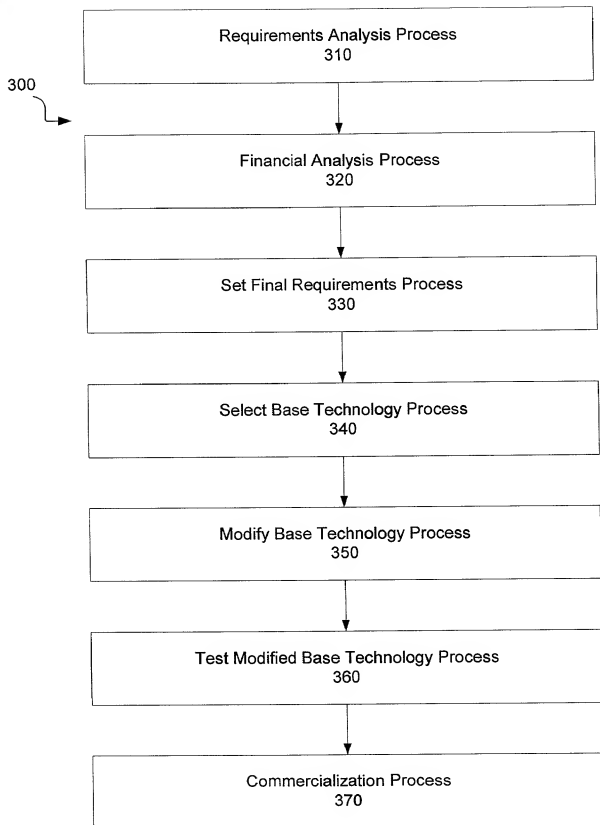 Requirements Analysis Process
310
300
Financial Analysis Process
320
Set Final Requirements Process
330
Select Base Technology Process
340
Modify Base Technology Process
350
Test Modified Base Technology Process
360
Commercialization Process
370